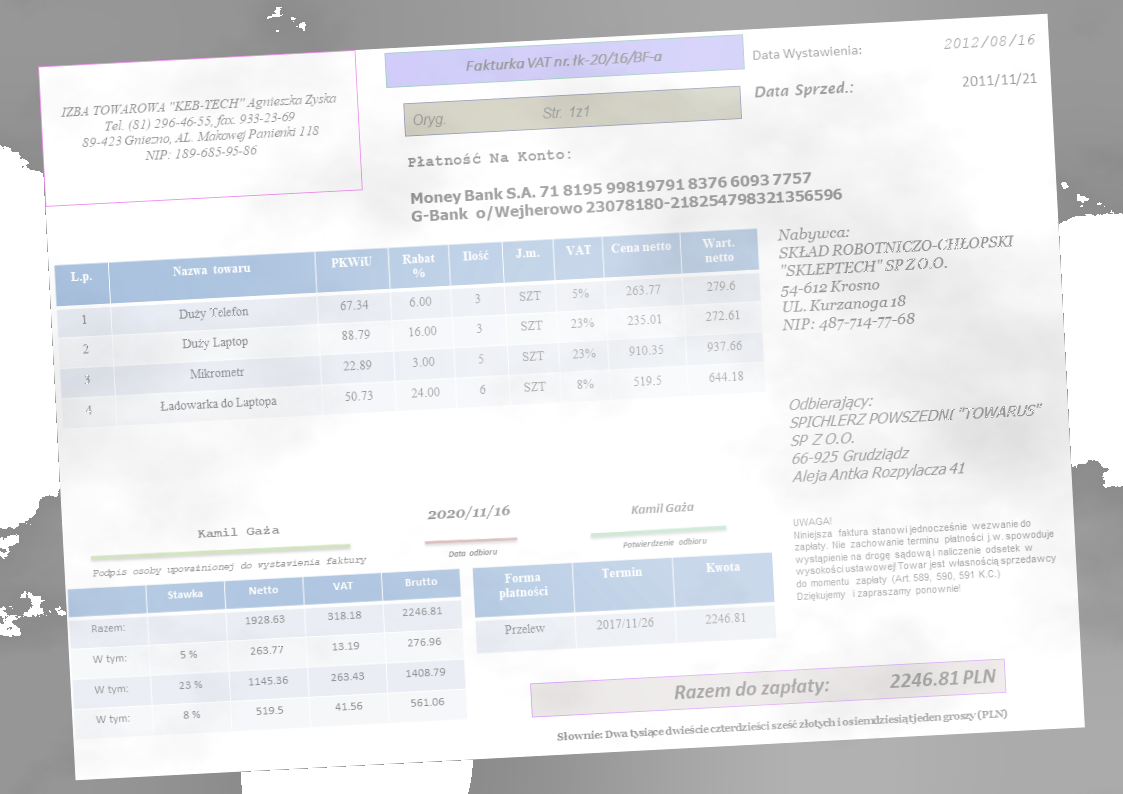 IZBA TOWAROWA "KEB-TECH" Agnieszka Zyska
Tel. (81) 296-46-55, fax. 933-23-69
89-423 Gniezno, AL. Makowej Panienki 118
NIP: 189-685-95-86
Fakturka VAT nr. łk-20/16/BF-a
Oryg. Str. 1z1
Data Wystawienia: 2012/08/16
Data Sprzed.: 2011/11/21
Płatność Na Konto:
Money Bank S.A. 71 8195 99819791 8376 6093 7757
G-Bank o/Wejherowo 23078180-218254798321356596
Nabywca:
SKŁAD ROBOTNICZO-CHŁOPSKI
"SKLEPTECH" SP Z O.O.
54-612 Krosno
UL. Kurzanoga 18
NIP: 487-714-77-68
L.p. Nazwa towaru PKWiU Rabat % Ilość J.m. VAT Cena netto Wart. netto
1 Duży Telefon 67.34 6.00 3 SZT 5% 263.77 279.6
2 Duży Laptop 88.79 16.00 3 SZT 23% 235.01 272.61
3 Mikrometr 22.89 3.00 5 SZT 23% 910.35 937.66
4 Ładowarka do Laptopa 50.73 24.00 6 SZT 8% 519.5 644.18
Odbierający:
SPICHLERZ POWSZEDNI "TOWARUS"
SP Z O.O.
66-925 Grudziądz
Aleja Antka Rozpylacza 41
Kamil Gaża
Podpis osoby upoważnionej do wystawienia faktury
2020/11/16
Data odbioru
Kamil Gaża
Potwierdzenie odbioru
UWAGA!
Niniejsza faktura stanowi jednocześnie wezwanie do
zapłaty. Nie zachowanie terminu płatności j.w. spowoduje
wystąpienie na drogę sądową i naliczenie odsetek w
wysokości ustawowej! Towar jest własnością sprzedawcy
do momentu zapłaty (Art. 589, 590, 591 K.C.)
Dziękujemy i zapraszamy ponownie!
Stawka Netto VAT Brutto
Razem: 1928.63 318.18 2246.81
W tym: 5 % 263.77 13.19 276.96
W tym: 23 % 1145.36 263.43 1408.79
W tym: 8 % 519.5 41.56 561.06
Forma płatności Termin Kwota
Przelew 2017/11/26 2246.81
Razem do zapłaty: 2246.81 PLN
Słownie: Dwa tysiące dwieście czterdzieści sześć złotych i osiemdziesiąt jeden groszy (PLN)